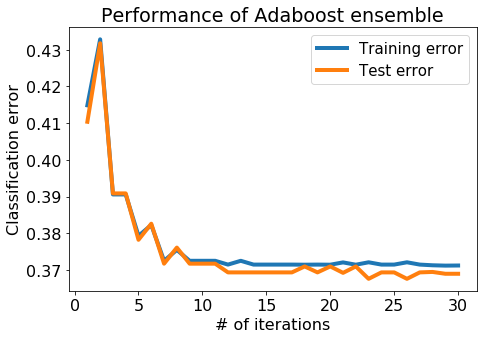 Performance of Adaboost ensemble
Training error
Test error
Classification error
0.43
0.42
0.41
0.40
0.39
0.38
0.37
0 5 10 15 20 25 30
# of iterations